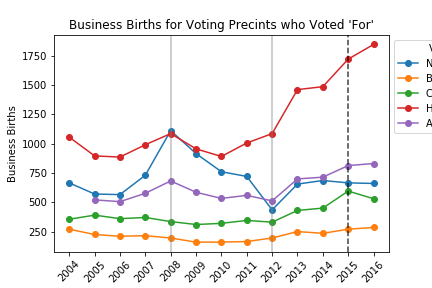 Business Births for Voting Precints who Voted 'For'
Business Births
1750
1500
1250
1000
750
500
250
2004
2005
2006
2007
2008
2009
2010
2011
2012
2013
2014
2015
2016
V
N
B
C
H
A